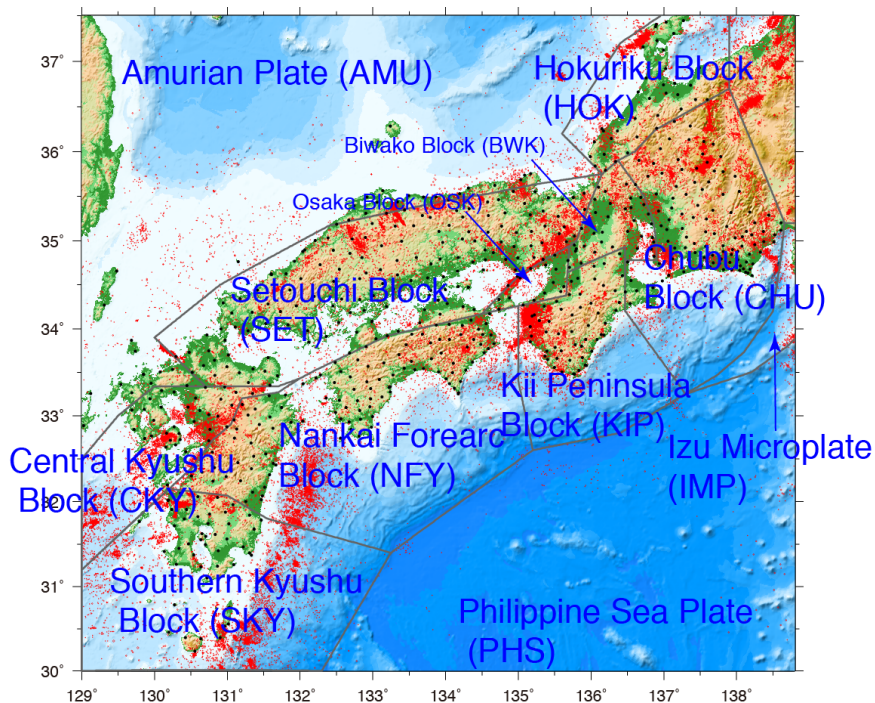 37°
Amurian Plate (AMU)
Hokuriku Block
(HOK)
36°
Biwako Block (BWK)
Osaka Block (OSK)
35°
Chubu
Block (CHU)
Setouchi Block
(SET)
34°
33°
Kii Peninsula
Block (KIP)
Nankai Forearc
Block (NFY)
Izu Microplate
(IMP)
Central Kyushu
Block (CKY)
32°
31°
Southern Kyushu
Block (SKY)
Philippine Sea Plate
(PHS)
30°
129°
130°
131°
132°
133°
134°
135°
136°
137°
138°